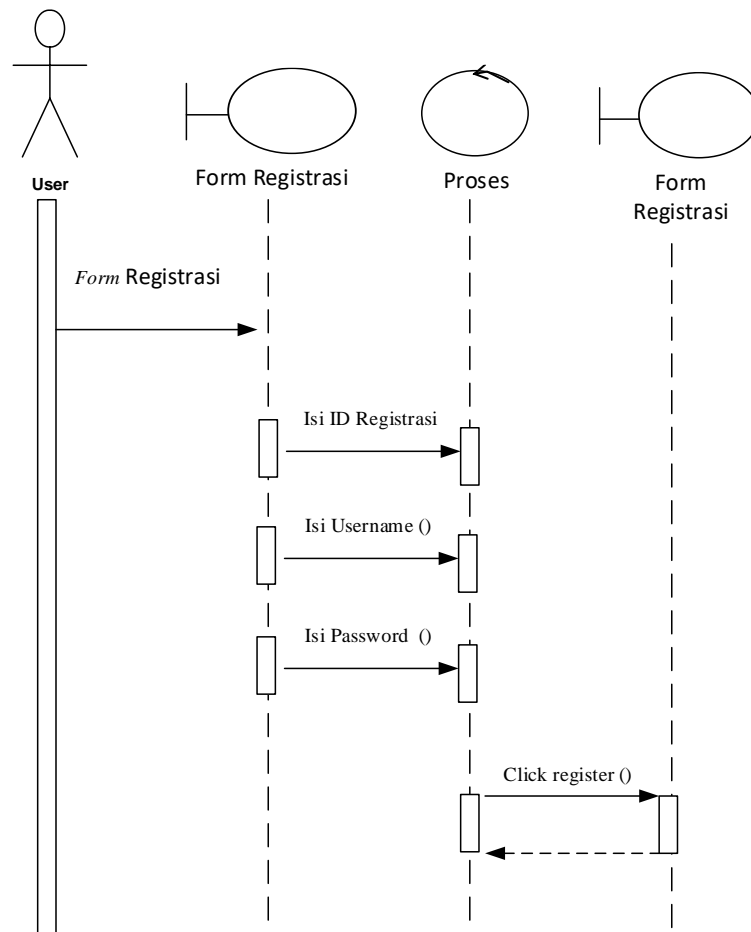 User
Form Registrasi
Proses
Form
Registrasi
Form Registrasi
Isi ID Registrasi
Isi Username ()
Isi Password ()
Click register ()